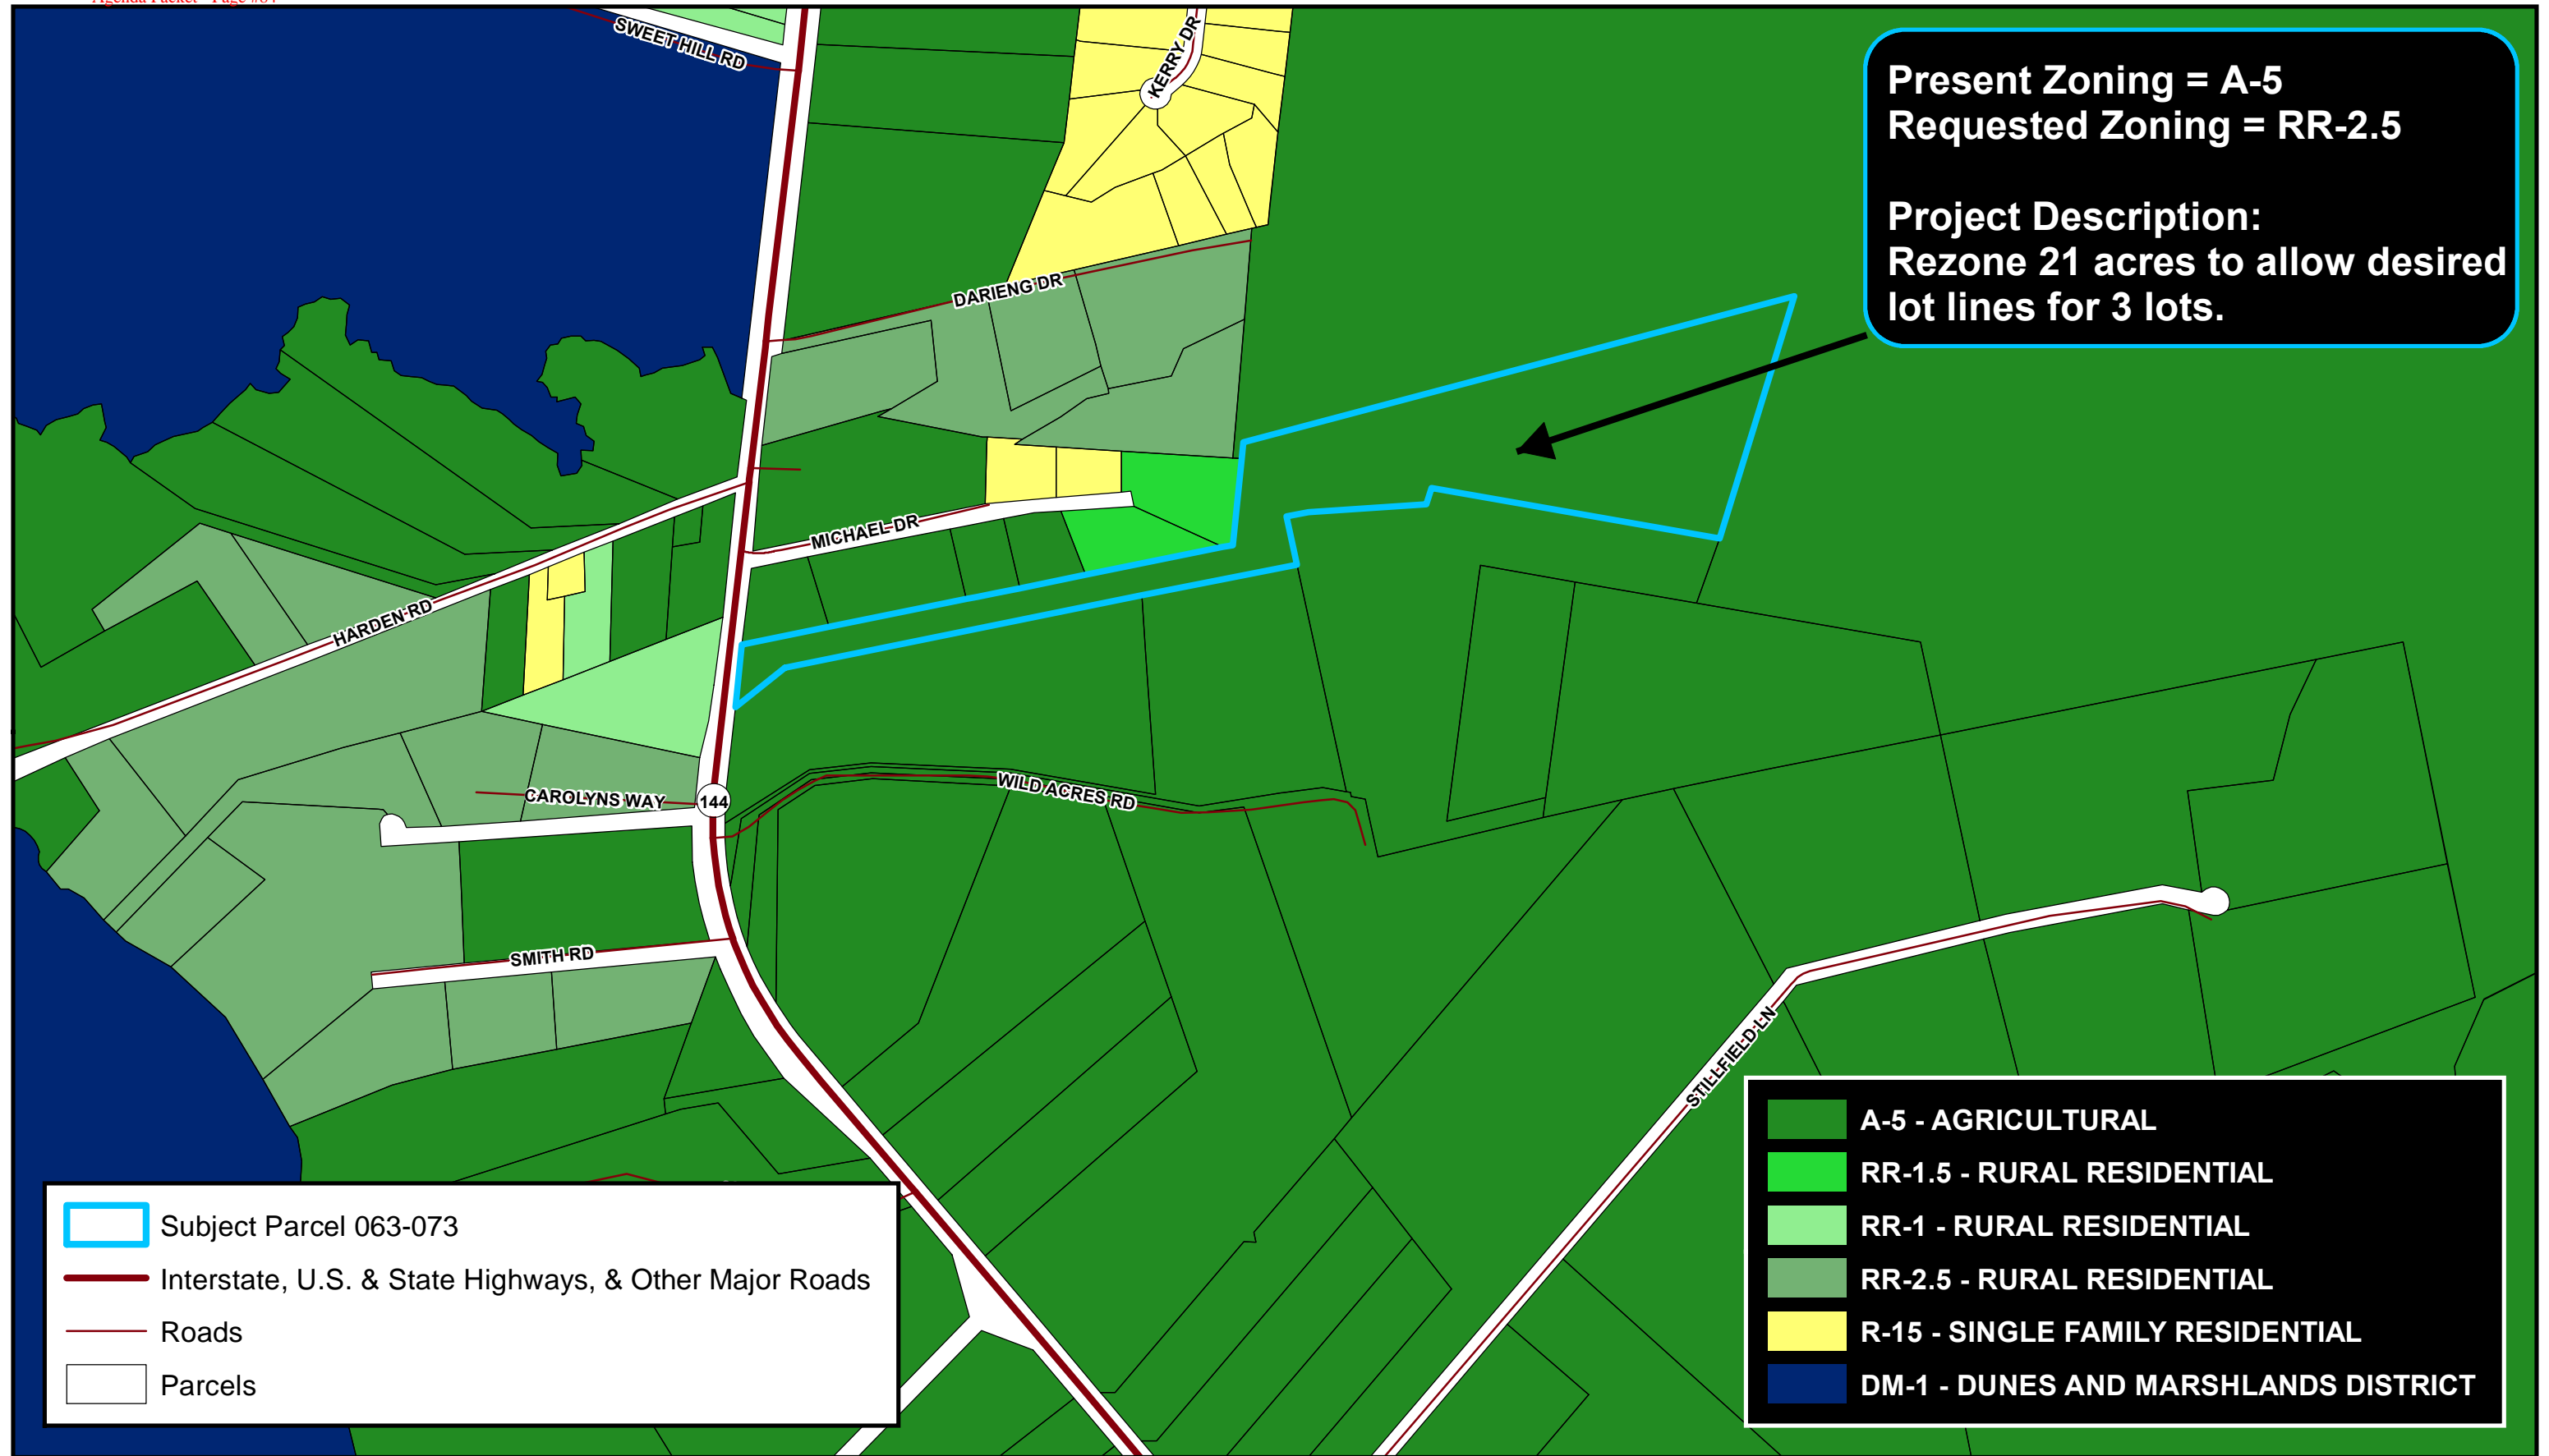 SWEET HILL RD
KERRY DR
Present Zoning = A-5
Requested Zoning = RR-2.5
Project Description:
Rezone 21 acres to allow desired
lot lines for 3 lots.
DARIENG DR
MICHAEL DR
HARDEN RD
CAROLYNS WAY
144
WILD ACRES RD
SMITH RD
STILLFIELD LN
Subject Parcel 063-073
Interstate, U.S. & State Highways, & Other Major Roads
Roads
Parcels
A-5 - AGRICULTURAL
RR-1.5 - RURAL RESIDENTIAL
RR-1 - RURAL RESIDENTIAL
RR-2.5 - RURAL RESIDENTIAL
R-15 - SINGLE FAMILY RESIDENTIAL
DM-1 - DUNES AND MARSHLANDS DISTRICT